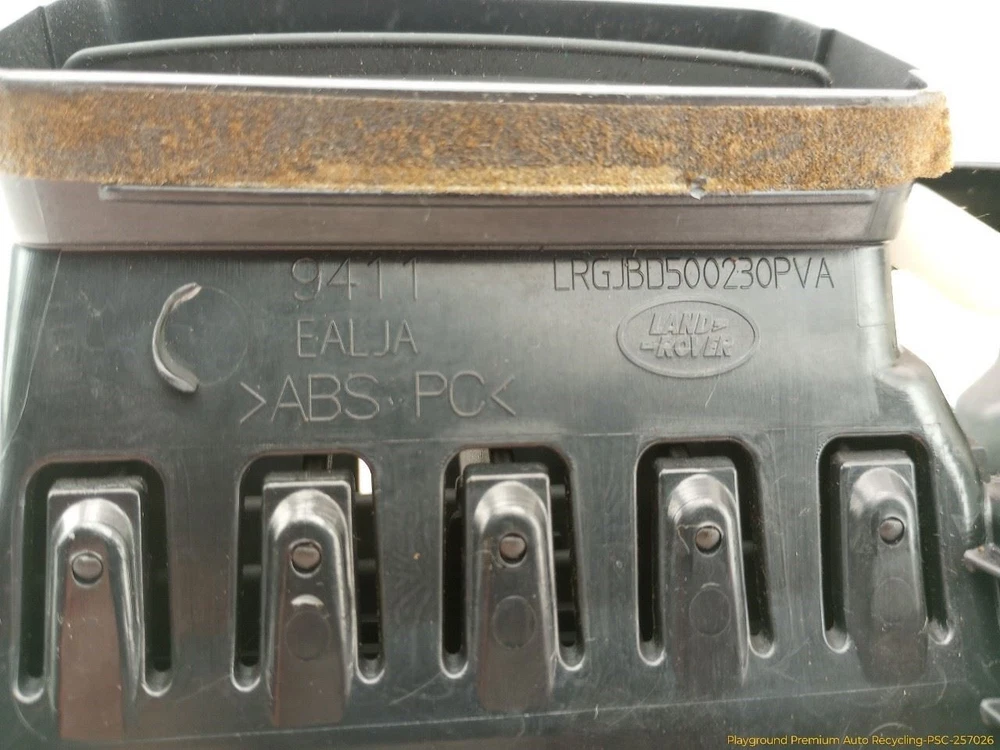 9411
LRGJBD500230PVA
EALJA
LAND
ROVER
>ABS PC<
Playground Premium Auto Recycling-PSC-257026